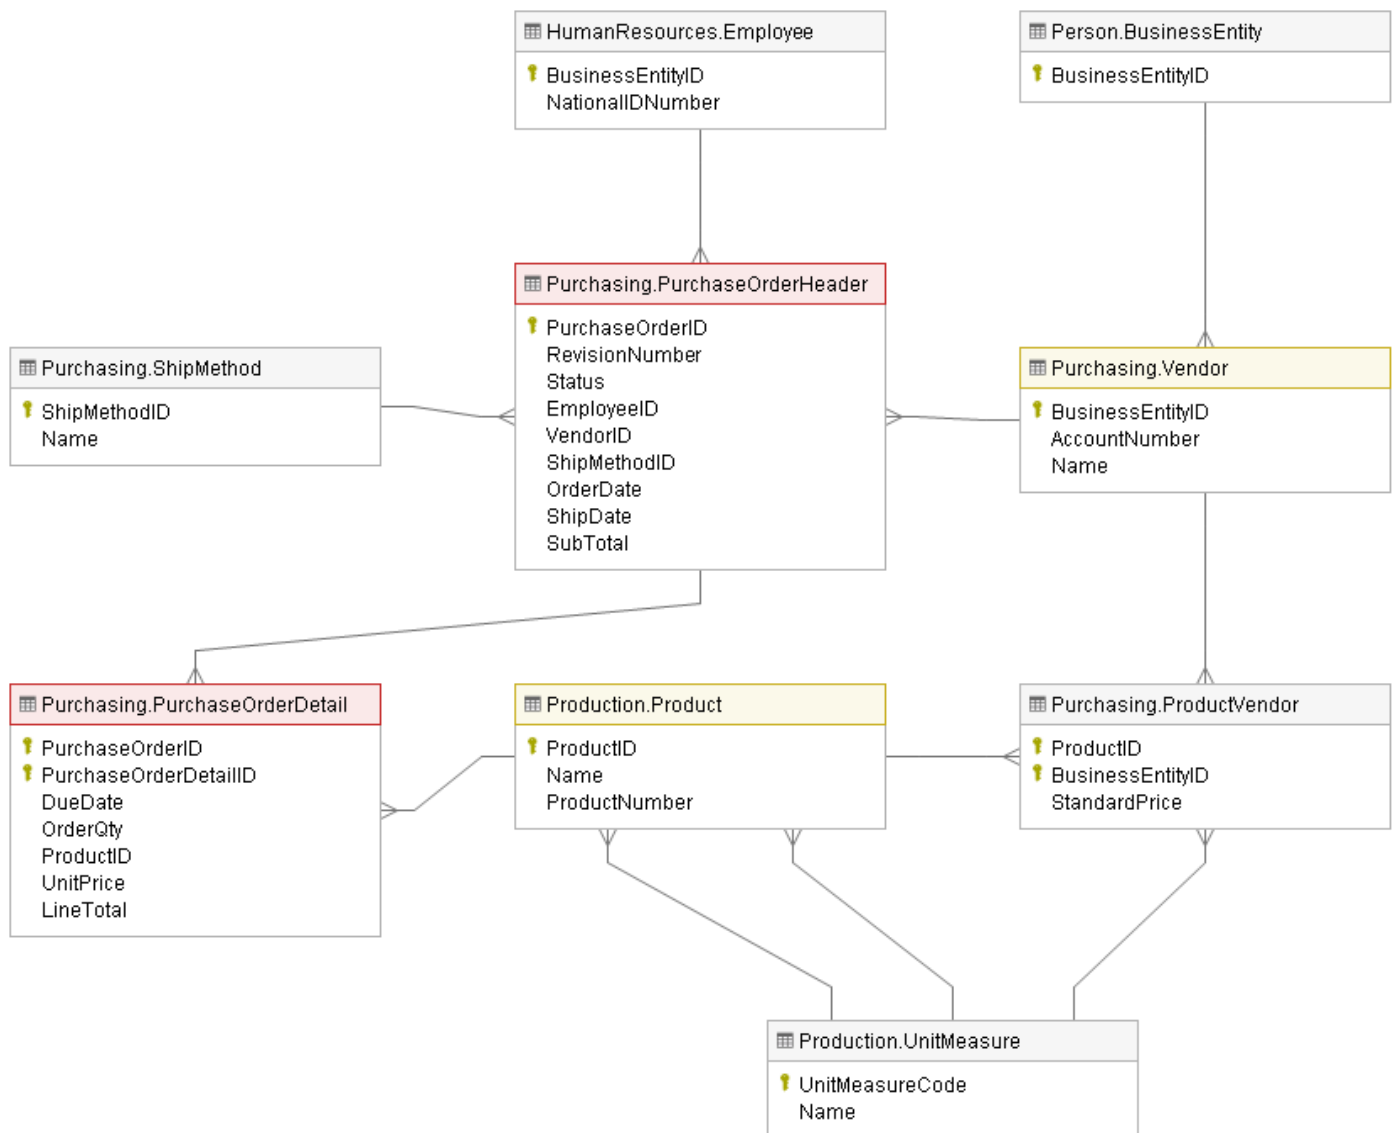 HumanResources.Employee
BusinessEntityID
NationalIDNumber
Person.BusinessEntity
BusinessEntityID
Purchasing.PurchaseOrderHeader
PurchaseOrderID
RevisionNumber
Status
EmployeeID
VendorID
ShipMethodID
OrderDate
ShipDate
SubTotal
Purchasing.ShipMethod
ShipMethodID
Name
Purchasing.Vendor
BusinessEntityID
AccountNumber
Name
Purchasing.PurchaseOrderDetail
PurchaseOrderID
PurchaseOrderDetailID
DueDate
OrderQty
ProductID
UnitPrice
LineTotal
Production.Product
ProductID
Name
ProductNumber
Purchasing.ProductVendor
ProductID
BusinessEntityID
StandardPrice
Production.UnitMeasure
UnitMeasureCode
Name